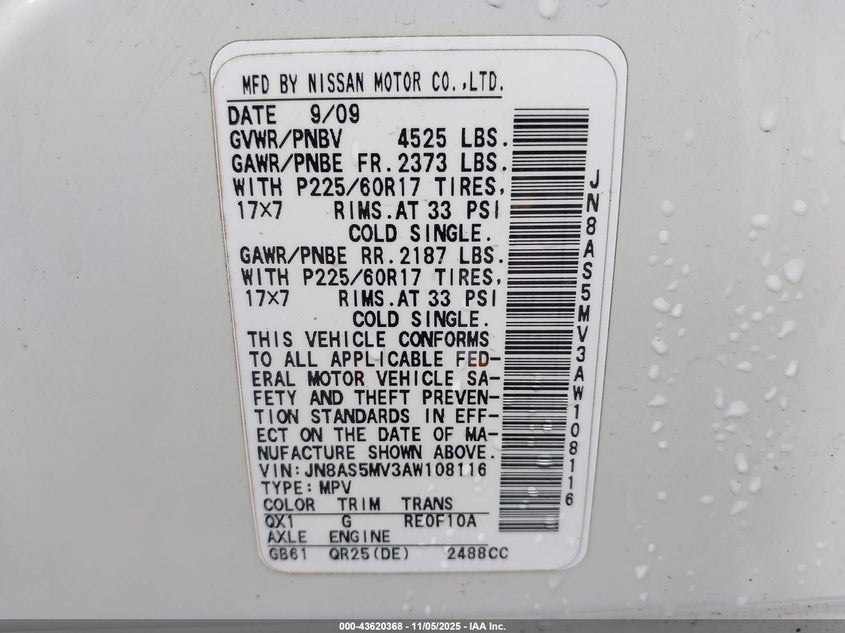 MFD BY NISSAN MOTOR CO.,LTD.
DATE 9/09
GVWR/PNBV 4525 LBS.
GAWR/PNBE FR. 2373 LBS.
WITH P225/60R17 TIRES,
17×7 RIMS. AT 33 PSI
COLD SINGLE.
GAWR/PNBE RR. 2187 LBS.
WITH P225/60R17 TIRES,
17×7 RIMS. AT 33 PSI
COLD SINGLE.
THIS VEHICLE CONFORMS
TO ALL APPLICABLE FED-
ERAL MOTOR VEHICLE SA-
FETY AND THEFT PREVEN-
TION STANDARDS IN EFF-
ECT ON THE DATE OF MA-
NUFACTURE SHOWN ABOVE.
VIN: JN8AS5MV3AW108116
TYPE: MPV
COLOR TRIM TRANS
QX1 G RE0F10A
AXLE ENGINE
GB61 QR25(DE) 2488CC
JN8AS5MV3AW108116
000-43620368 - 11/05/2025 - IAA Inc.